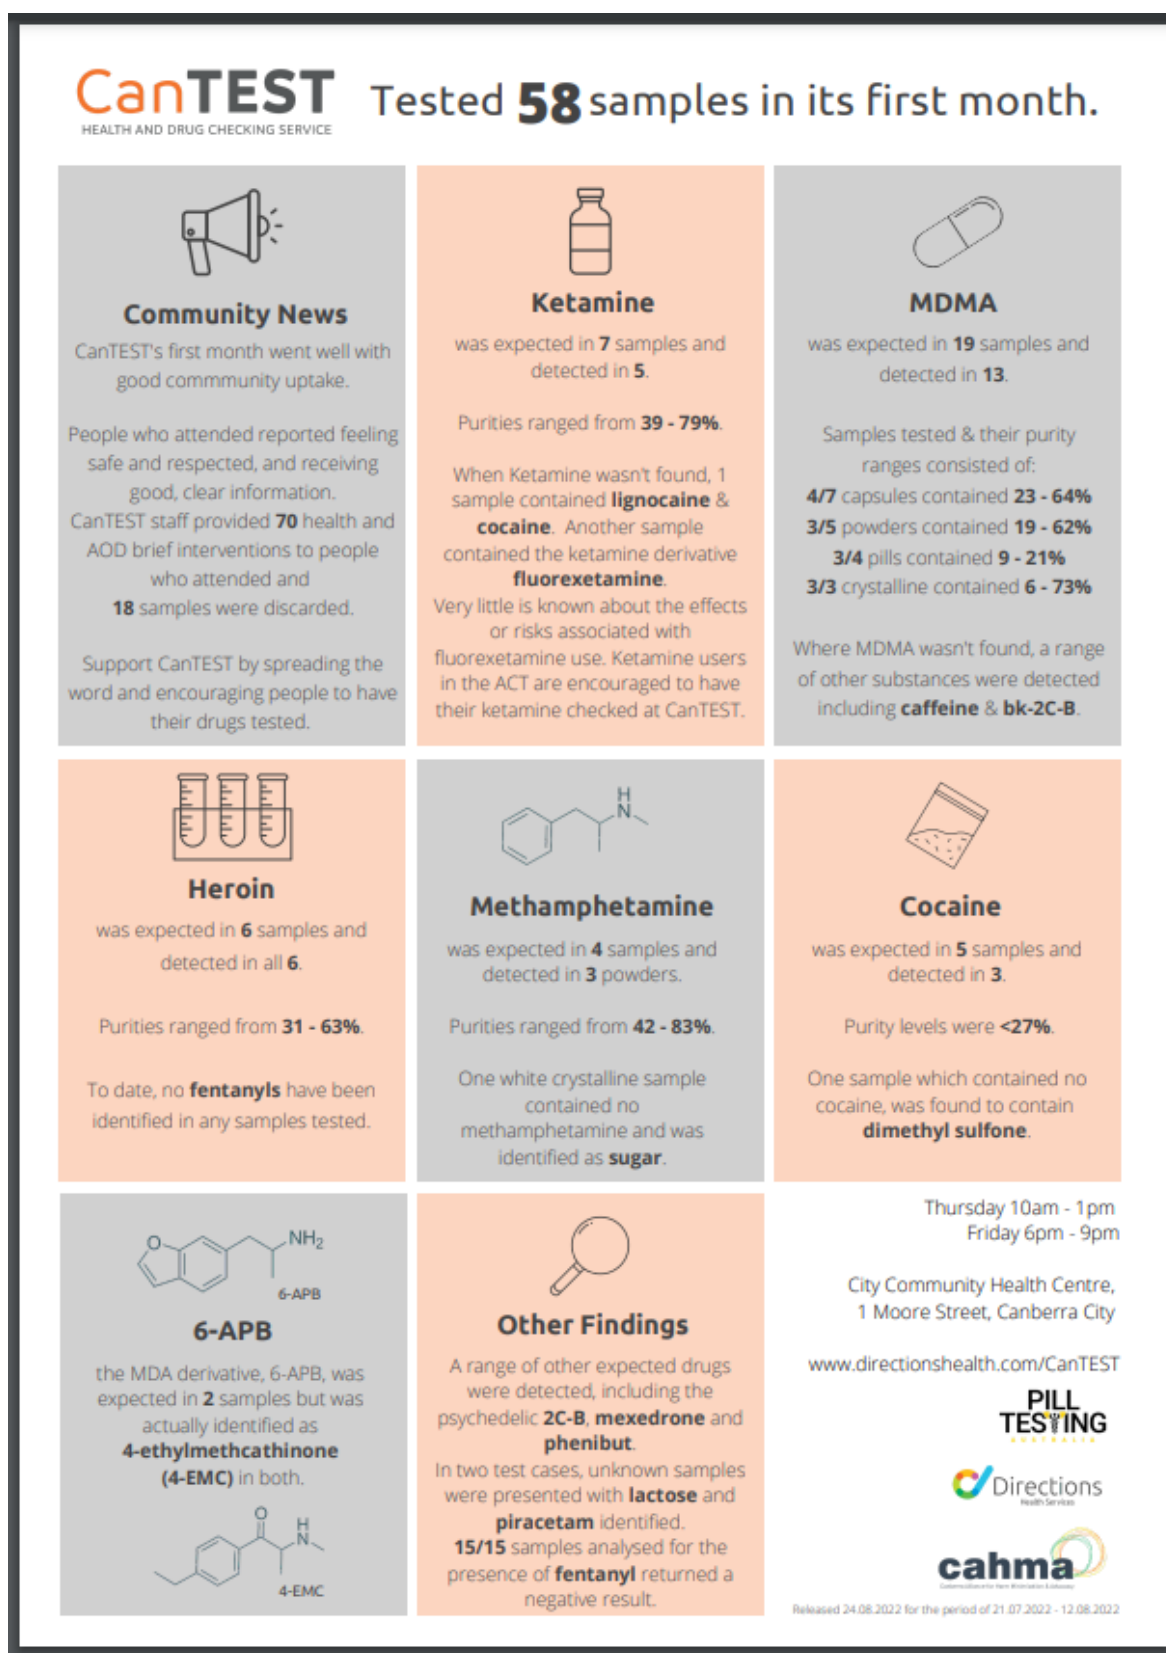 CanTEST
HEALTH AND DRUG CHECKING SERVICE
Tested 58 samples in its first month.
Community News
CanTEST's first month went well with
good commmunity uptake.
People who attended reported feeling
safe and respected, and receiving
good, clear information.
CanTEST staff provided 70 health and
AOD brief interventions to people
who attended and
18 samples were discarded.
Support CanTEST by spreading the
word and encouraging people to have
their drugs tested.
Ketamine
was expected in 7 samples and
detected in 5.
Purities ranged from 39 - 79%.
When Ketamine wasn't found, 1
sample contained lignocaine &
cocaine. Another sample
contained the ketamine derivative
fluorexetamine.
Very little is known about the effects
or risks associated with
fluorexetamine use. Ketamine users
in the ACT are encouraged to have
their ketamine checked at CanTEST.
MDMA
was expected in 19 samples and
detected in 13.
Samples tested & their purity
ranges consisted of:
4/7 capsules contained 23 - 64%
3/5 powders contained 19 - 62%
3/4 pills contained 9 - 21%
3/3 crystalline contained 6 - 73%
Where MDMA wasn't found, a range
of other substances were detected
including caffeine & bk-2C-B.
Heroin
was expected in 6 samples and
detected in all 6.
Purities ranged from 31 - 63%.
To date, no fentanyls have been
identified in any samples tested.
H
N
Methamphetamine
was expected in 4 samples and
detected in 3 powders.
Purities ranged from 42 - 83%.
One white crystalline sample
contained no
methamphetamine and was
identified as sugar.
Cocaine
was expected in 5 samples and
detected in 3.
Purity levels were <27%.
One sample which contained no
cocaine, was found to contain
dimethyl sulfone.
O
NH2
6-APB
6-APB
the MDA derivative, 6-APB, was
expected in 2 samples but was
actually identified as
4-ethylmethcathinone
(4-EMC) in both.
O
H
N
4-EMC
Other Findings
A range of other expected drugs
were detected, including the
psychedelic 2C-B, mexedrone and
phenibut.
In two test cases, unknown samples
were presented with lactose and
piracetam identified.
15/15 samples analysed for the
presence of fentanyl returned a
negative result.
Thursday 10am - 1pm
Friday 6pm - 9pm
City Community Health Centre,
1 Moore Street, Canberra City
www.directionshealth.com/CanTEST
PILL
TESTING
AUSTRALIA
Directions
Health Services
cahma
Released 24.08.2022 for the period of 21.07.2022 - 12.08.2022